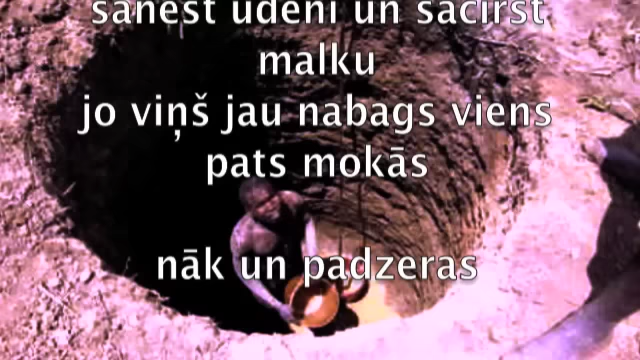 sanest ūdeni un sacirst
malku
jo viņš jau nabags viens
pats mokās
nāk un padzeras